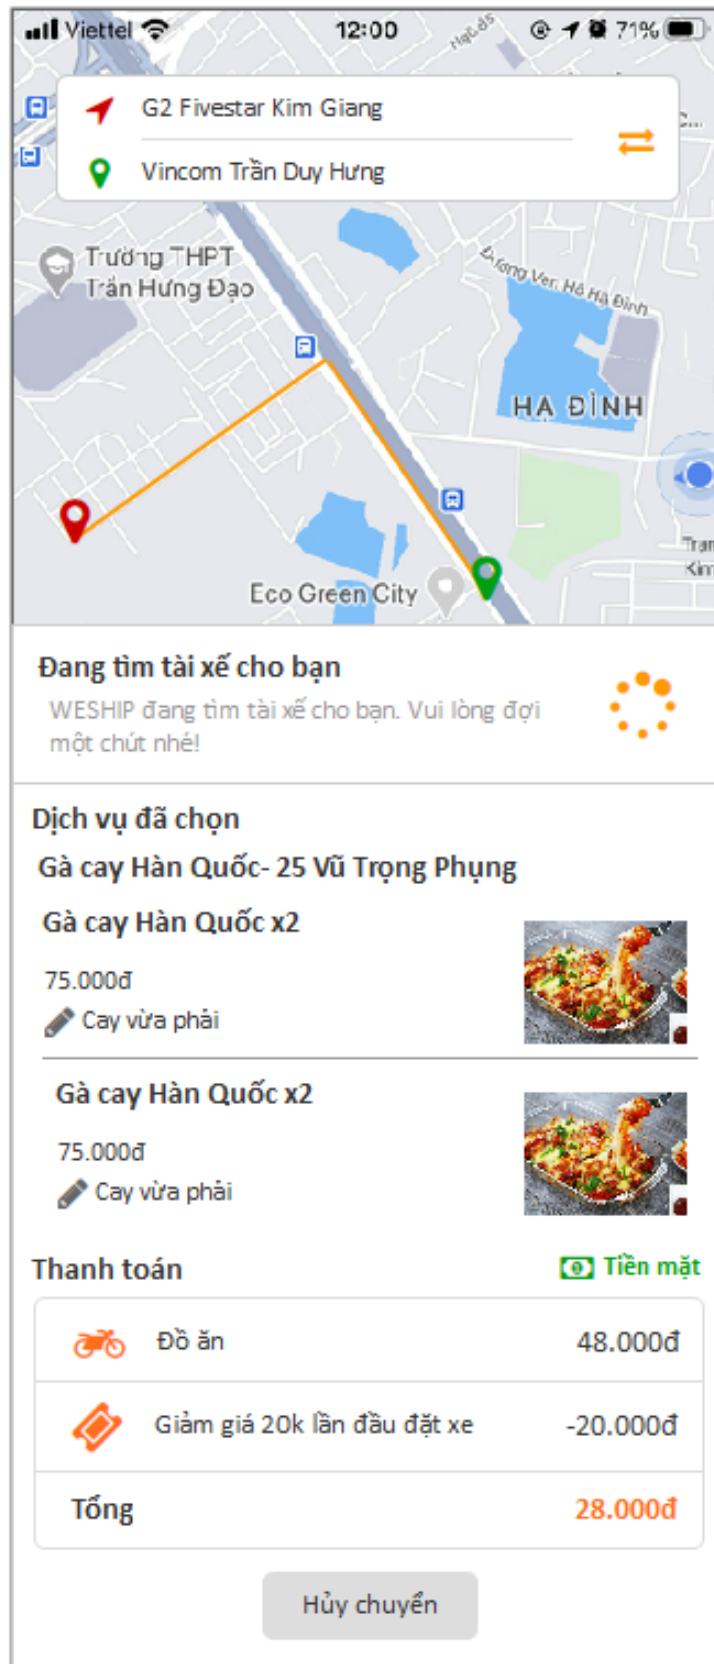 Viettel
12:00
71%
G2 Fivestar Kim Giang
Vincom Trần Duy Hưng
Trường THPT
Trần Hưng Đạo
HẠ ĐÌNH
Eco Green City
Đang tìm tài xế cho bạn
WESHIP đang tìm tài xế cho bạn. Vui lòng đợi
một chút nhé!
Dịch vụ đã chọn
Gà cay Hàn Quốc- 25 Vũ Trọng Phụng
Gà cay Hàn Quốc x2
75.000đ
Cay vừa phải
Gà cay Hàn Quốc x2
75.000đ
Cay vừa phải
Thanh toán
Tiền mặt
Đồ ăn
48.000đ
Giảm giá 20k lần đầu đặt xe
-20.000đ
Tổng
28.000đ
Hủy chuyển